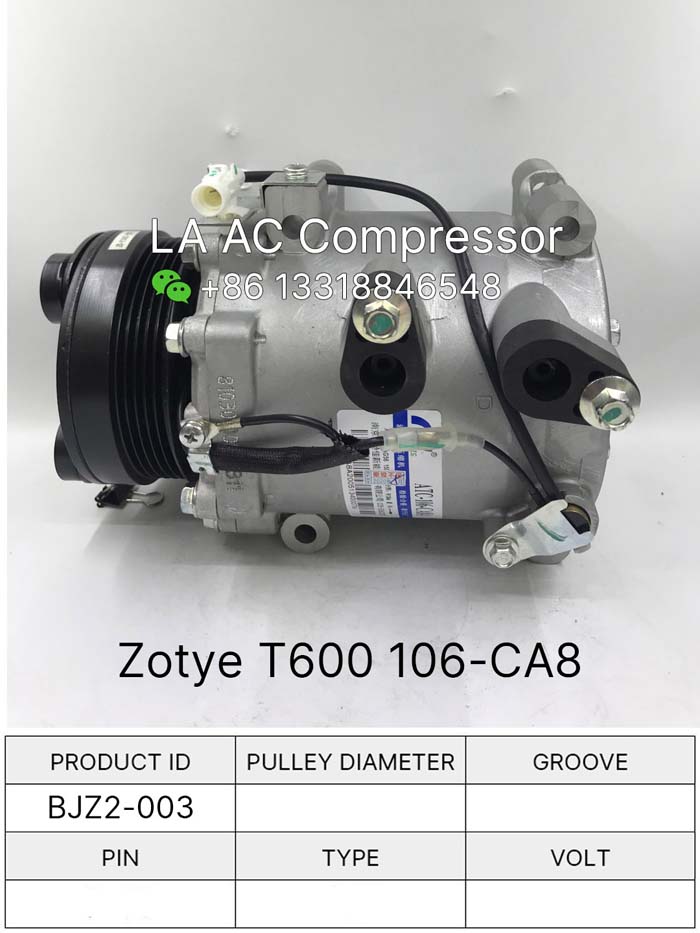 LA AC Compressor
+86 13318846548
Zotye T600 106-CA8
PRODUCT ID
PULLEY DIAMETER
GROOVE
BJZ2-003
PIN
TYPE
VOLT